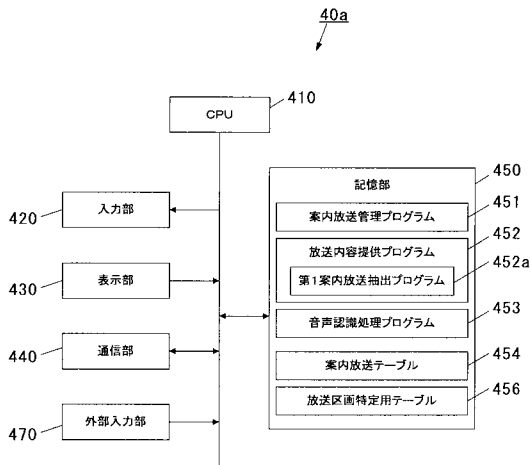 40a
CPU
410
450
記憶部
451
案内放送管理プログラム
452
放送内容提供プログラム
452a
第1案内放送抽出プログラム
453
音声認識処理プログラム
454
案内放送テーブル
456
放送区画特定用テーブル
入力部
420
表示部
430
通信部
440
外部入力部
470